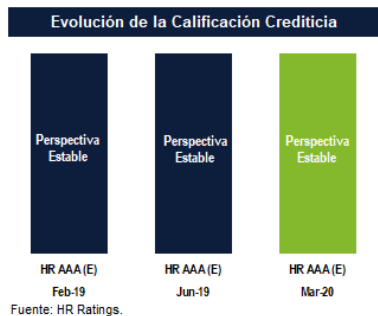 Evolución de la Calificación Crediticia
Perspectiva Estable
Perspectiva Estable
Perspectiva Estable
HR AAA (E) HR AAA (E) HR AAA (E)
Feb-19 Jun-19 Mar-20
Fuente: HR Ratings.